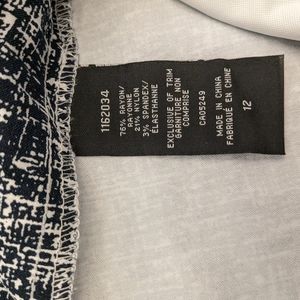 1162034
76% RAYON/
RAYONNE
21% NYLON
3% SPANDEX/
ÉLASTHANNE
EXCLUSIVE OF TRIM
GARNITURE NON
COMPRISE
CA05249
MADE IN CHINA
FABRIQUÉ EN CHINE
12